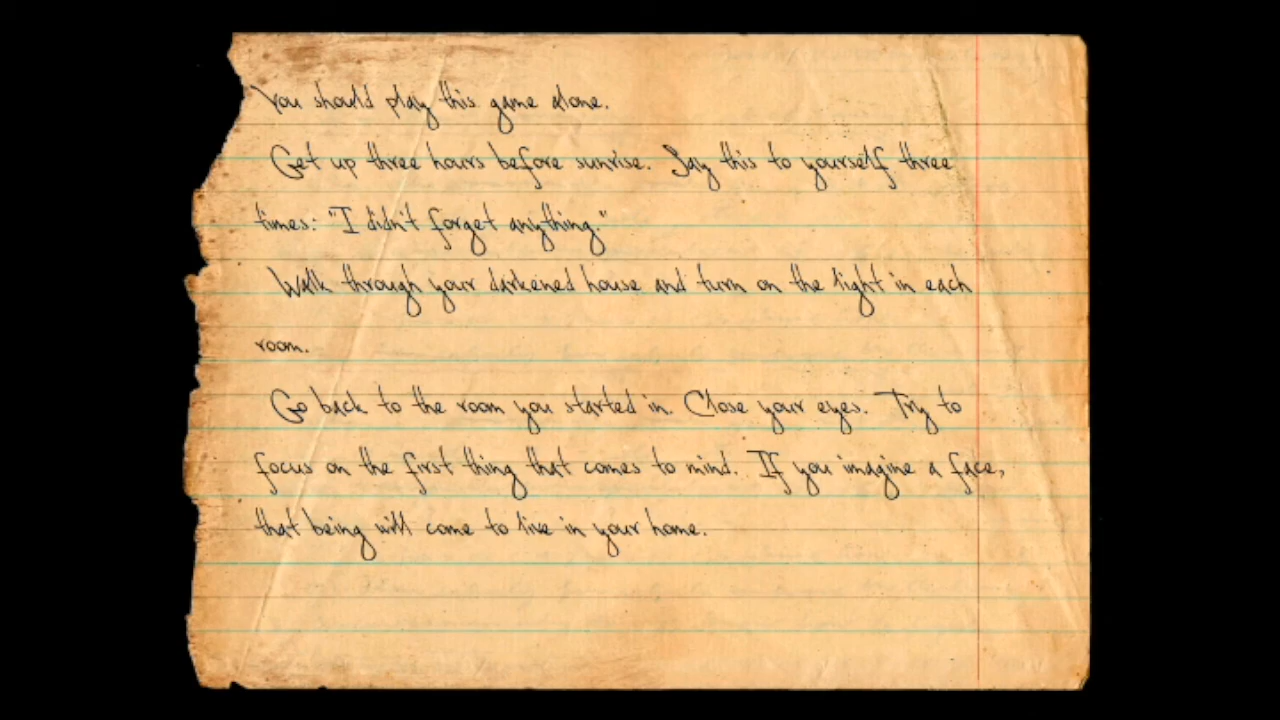 You should play this game alone.
Get up three hours before sunrise. Say this to yourself three
times: "I didn't forget anything."
Walk through your darkened house and turn on the light in each
room.
Go back to the room you started in. Close your eyes. Try to
focus on the first thing that comes to mind. If you imagine a face,
that being will come to live in your home.